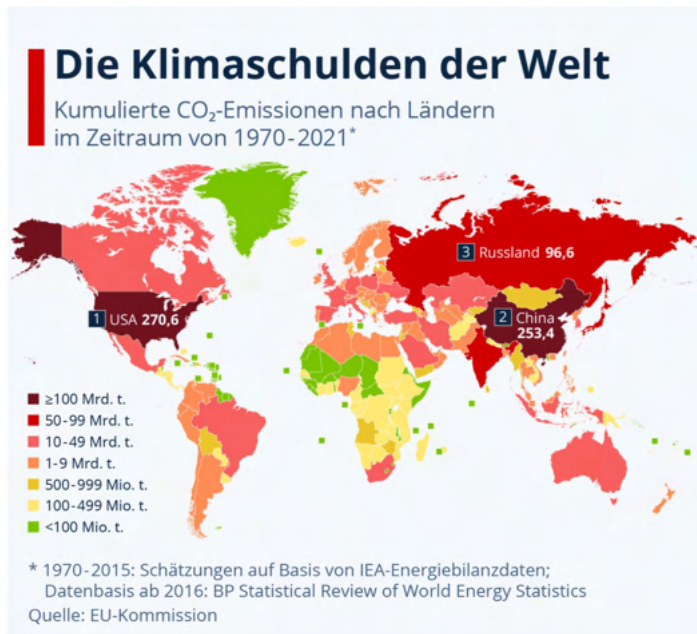 Die Klimaschulden der Welt
Kumulierte CO₂-Emissionen nach Ländern
im Zeitraum von 1970-2021*
3 Russland 96,6
1 USA 270,6
2 China
253,4
≥100 Mrd. t.
50-99 Mrd. t.
10-49 Mrd. t.
1-9 Mrd. t.
500-999 Mio. t.
100-499 Mio. t.
<100 Mio. t.
* 1970-2015: Schätzungen auf Basis von IEA-Energiebilanzdaten;
Datenbasis ab 2016: BP Statistical Review of World Energy Statistics
Quelle: EU-Kommission